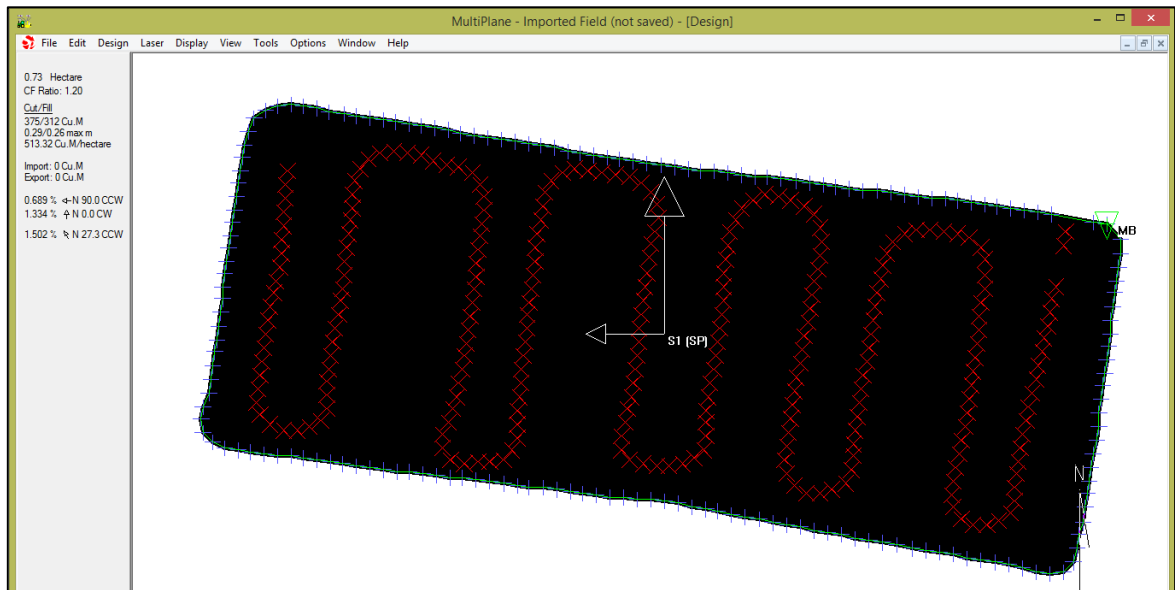 MultiPlane - Imported Field (not saved) - [Design]
File Edit Design Laser Display View Tools Options Window Help
0.73 Hectare
CF Ratio: 1.20
Cut/Fill
375/312 Cu.M
0.29/0.26 max m
513.32 Cu.M/hectare
Import: 0 Cu.M
Export: 0 Cu.M
0.689 % N 90.0 CCW
1.334 % N 0.0 CW
1.502 % N 27.3 CCW
MB
S1 (SP)
N